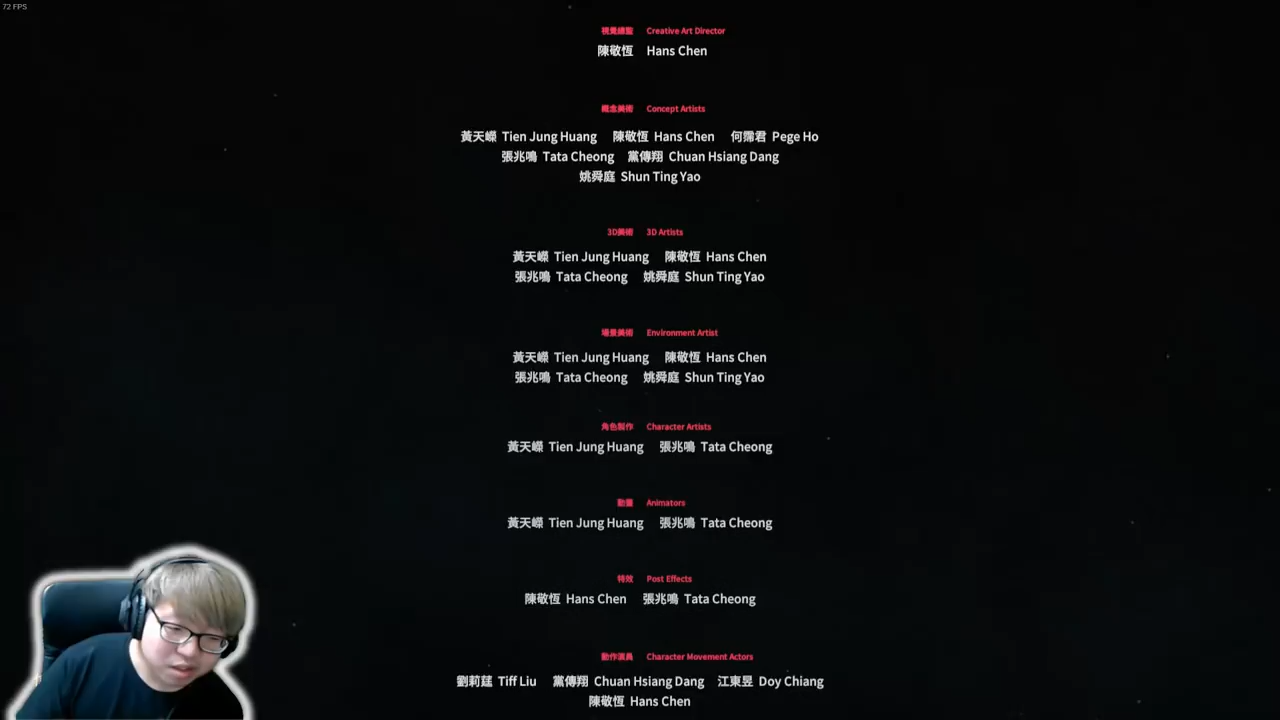 72 FPS
視覺總監 Creative Art Director
陳敬恆 Hans Chen
概念美術 Concept Artists
黃天嶸 Tien Jung Huang 陳敬恆 Hans Chen 何霈君 Pege Ho
張兆鳴 Tata Cheong 黨傳翔 Chuan Hsiang Dang
姚舜庭 Shun Ting Yao
3D美術 3D Artists
黃天嶸 Tien Jung Huang 陳敬恆 Hans Chen
張兆鳴 Tata Cheong 姚舜庭 Shun Ting Yao
場景美術 Environment Artist
黃天嶸 Tien Jung Huang 陳敬恆 Hans Chen
張兆鳴 Tata Cheong 姚舜庭 Shun Ting Yao
角色製作 Character Artists
黃天嶸 Tien Jung Huang 張兆鳴 Tata Cheong
動畫 Animators
黃天嶸 Tien Jung Huang 張兆鳴 Tata Cheong
特效 Post Effects
陳敬恆 Hans Chen 張兆鳴 Tata Cheong
動作演員 Character Movement Actors
劉莉莛 Tiff Liu 黨傳翔 Chuan Hsiang Dang 江東昱 Doy Chiang
陳敬恆 Hans Chen